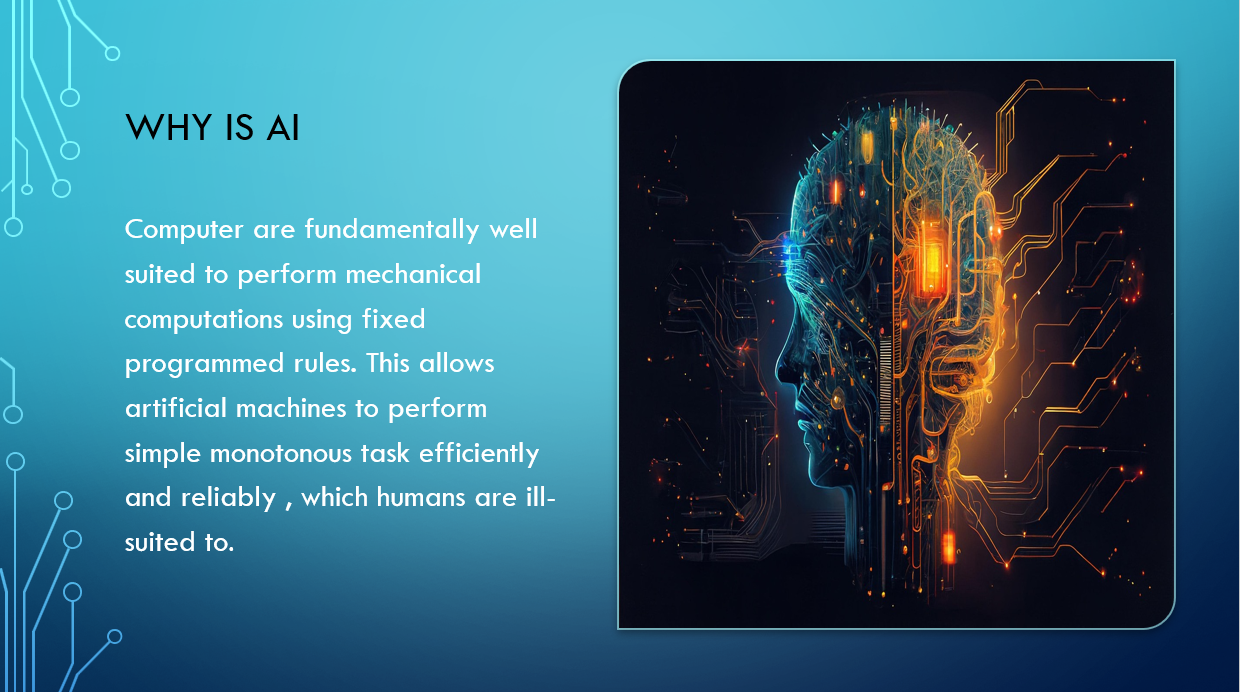 WHY IS AI
Computer are fundamentally well
suited to perform mechanical
computations using fixed
programmed rules. This allows
artificial machines to perform
simple monotonous task efficiently
and reliably , which humans are ill-
suited to.